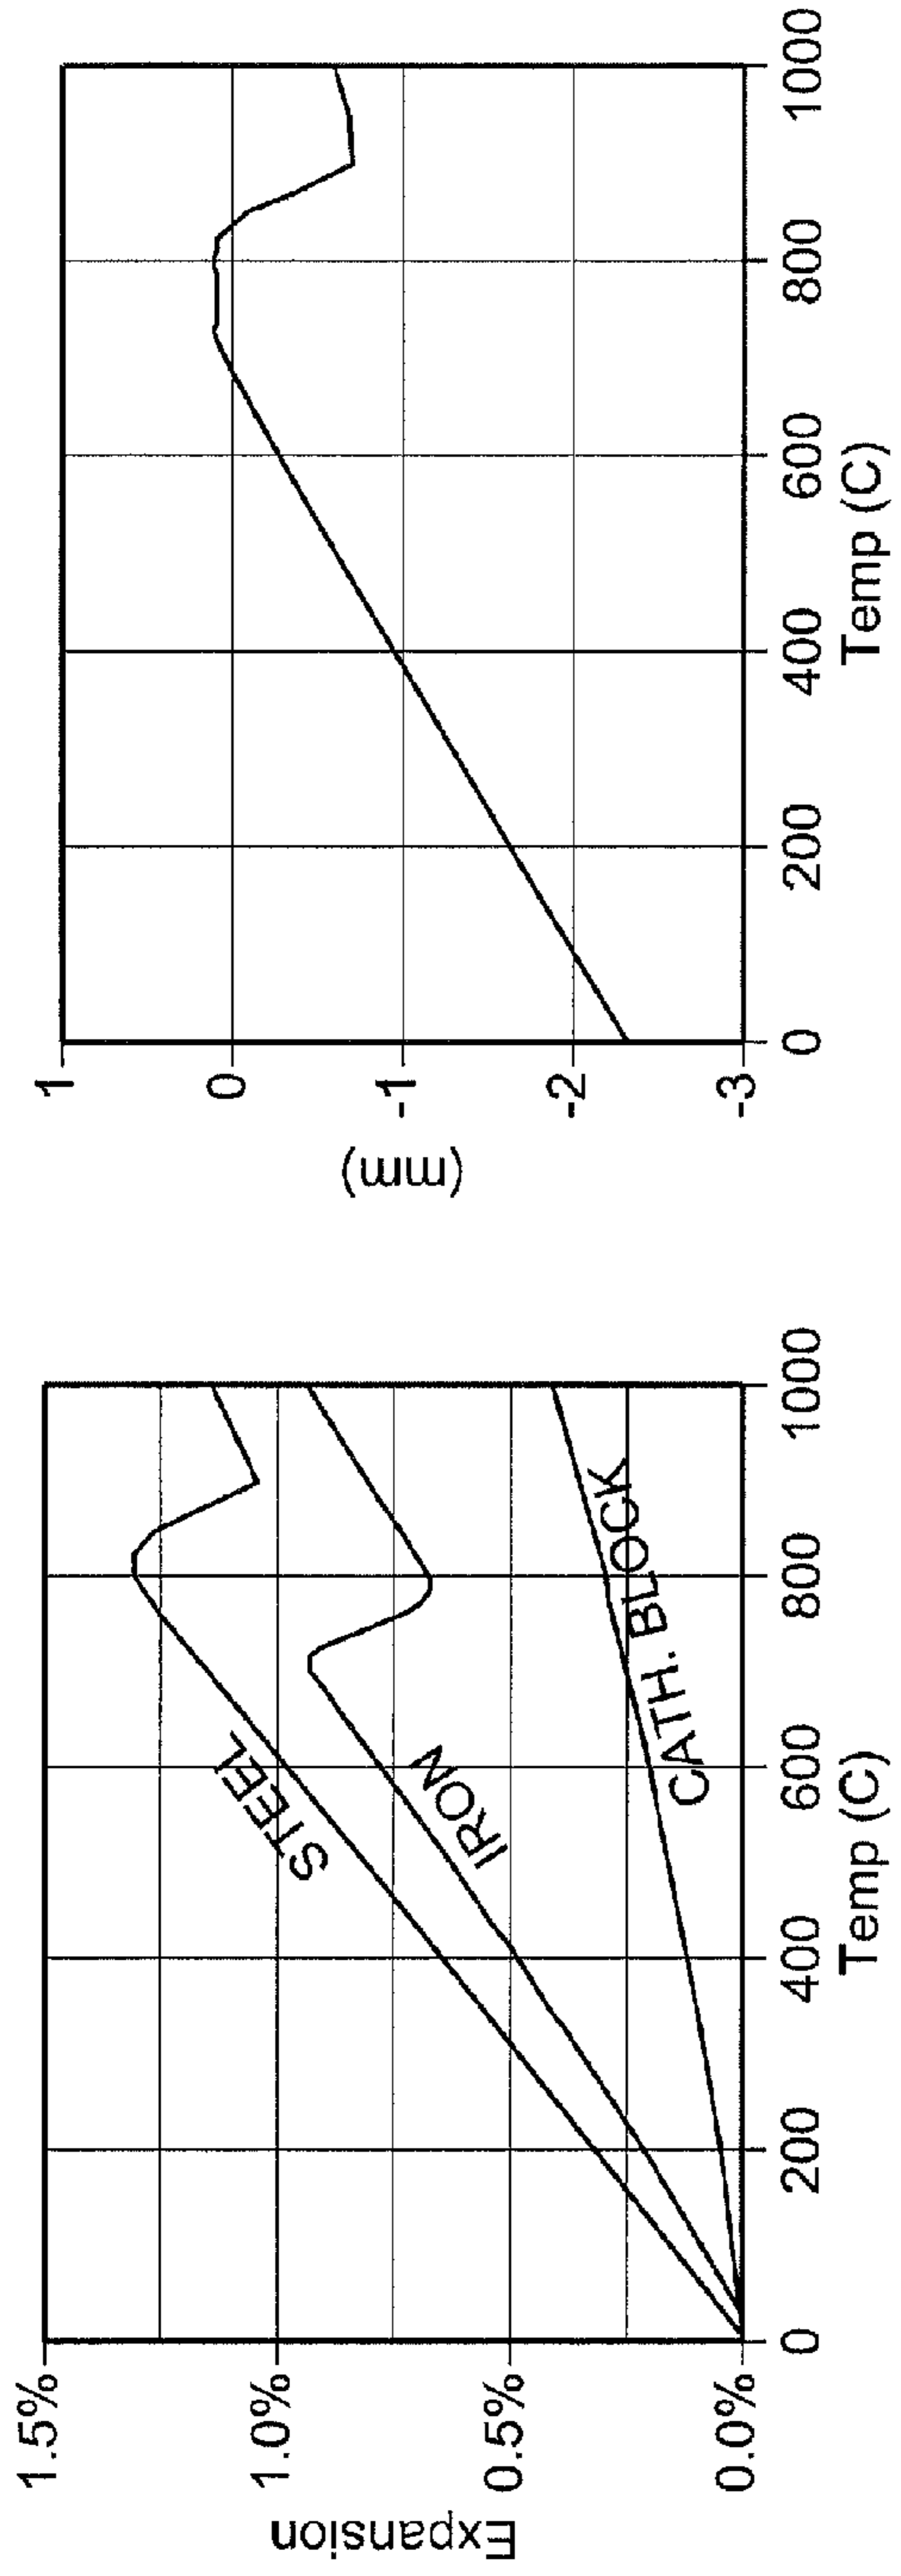 Expansion
1.5%
1.0%
0.5%
0.0%
STEEL
IRON
CATH. BLOCK
0 200 400 600 800 1000
Temp (C)
(mm)
1
0
-1
-2
-3
0 200 400 600 800 1000
Temp (C)